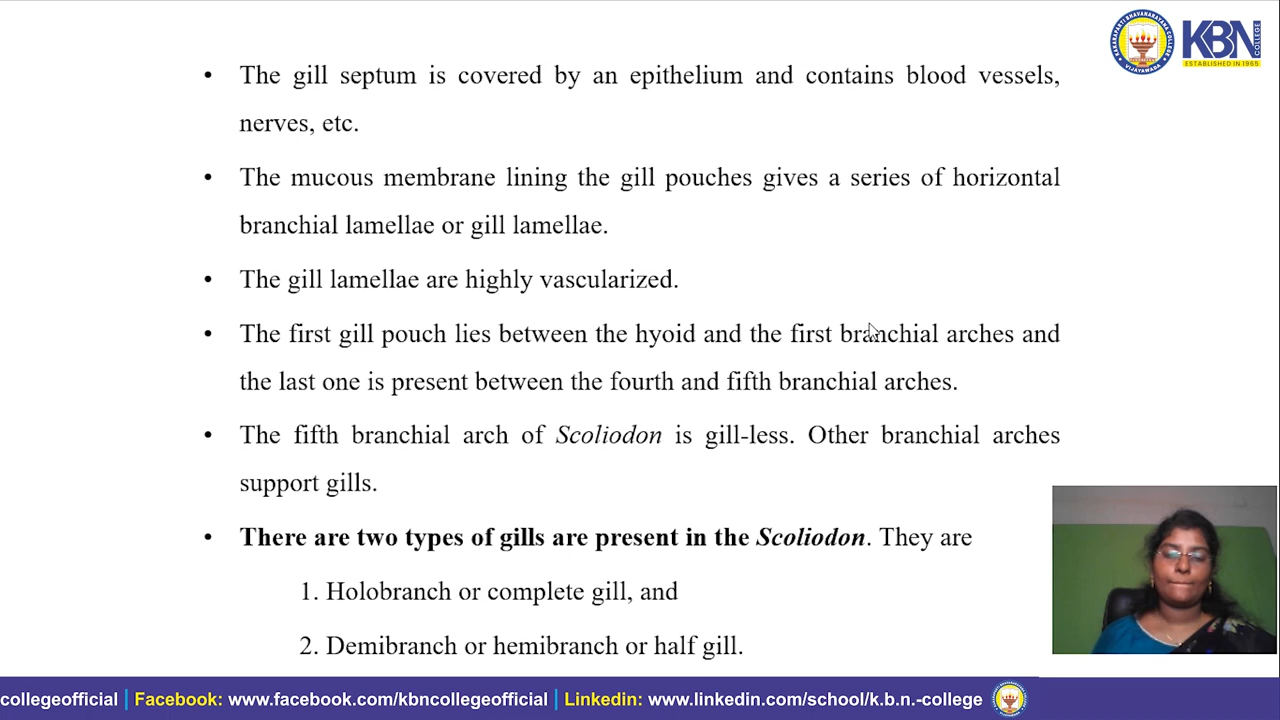 KAKARAPARTI BHAVANARAYANA COLLEGE
VIJAYAWADA
KBN
COLLEGE
ESTABLISHED IN 1965
• The gill septum is covered by an epithelium and contains blood vessels,
nerves, etc.
• The mucous membrane lining the gill pouches gives a series of horizontal
branchial lamellae or gill lamellae.
• The gill lamellae are highly vascularized.
• The first gill pouch lies between the hyoid and the first branchial arches and
the last one is present between the fourth and fifth branchial arches.
• The fifth branchial arch of Scoliodon is gill-less. Other branchial arches
support gills.
• There are two types of gills are present in the Scoliodon. They are
1. Holobranch or complete gill, and
2. Demibranch or hemibranch or half gill.
collegeofficial | Facebook: www.facebook.com/kbncollegeofficial | Linkedin: www.linkedin.com/school/k.b.n.-college